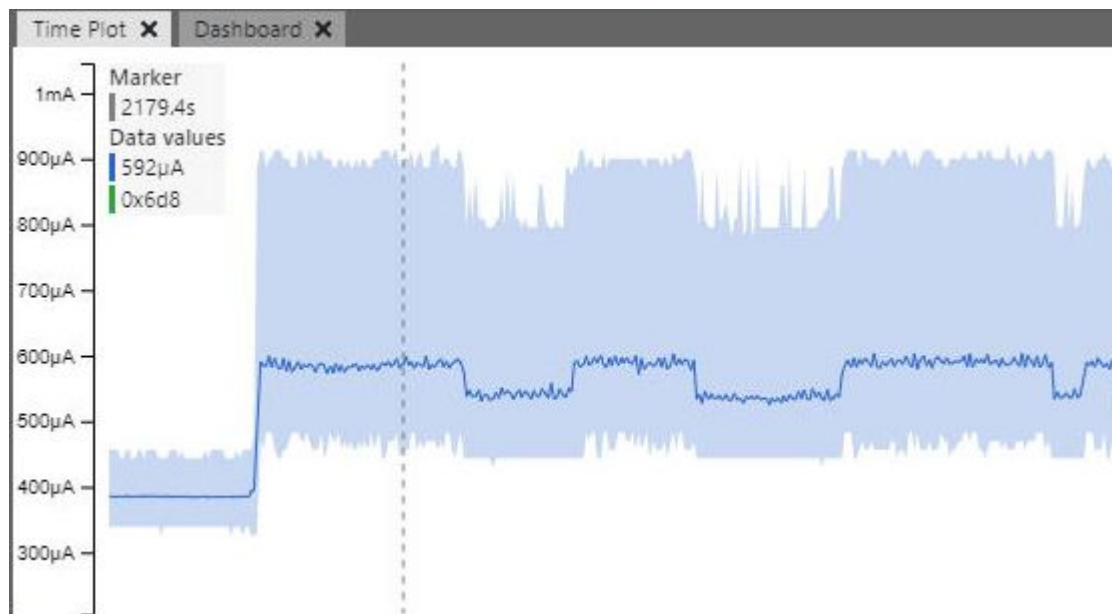 Time Plot ✖ Dashboard ✖
Marker
2179.4s
Data values
592µA
0x6d8
1mA
900µA
800µA
700µA
600µA
500µA
400µA
300µA